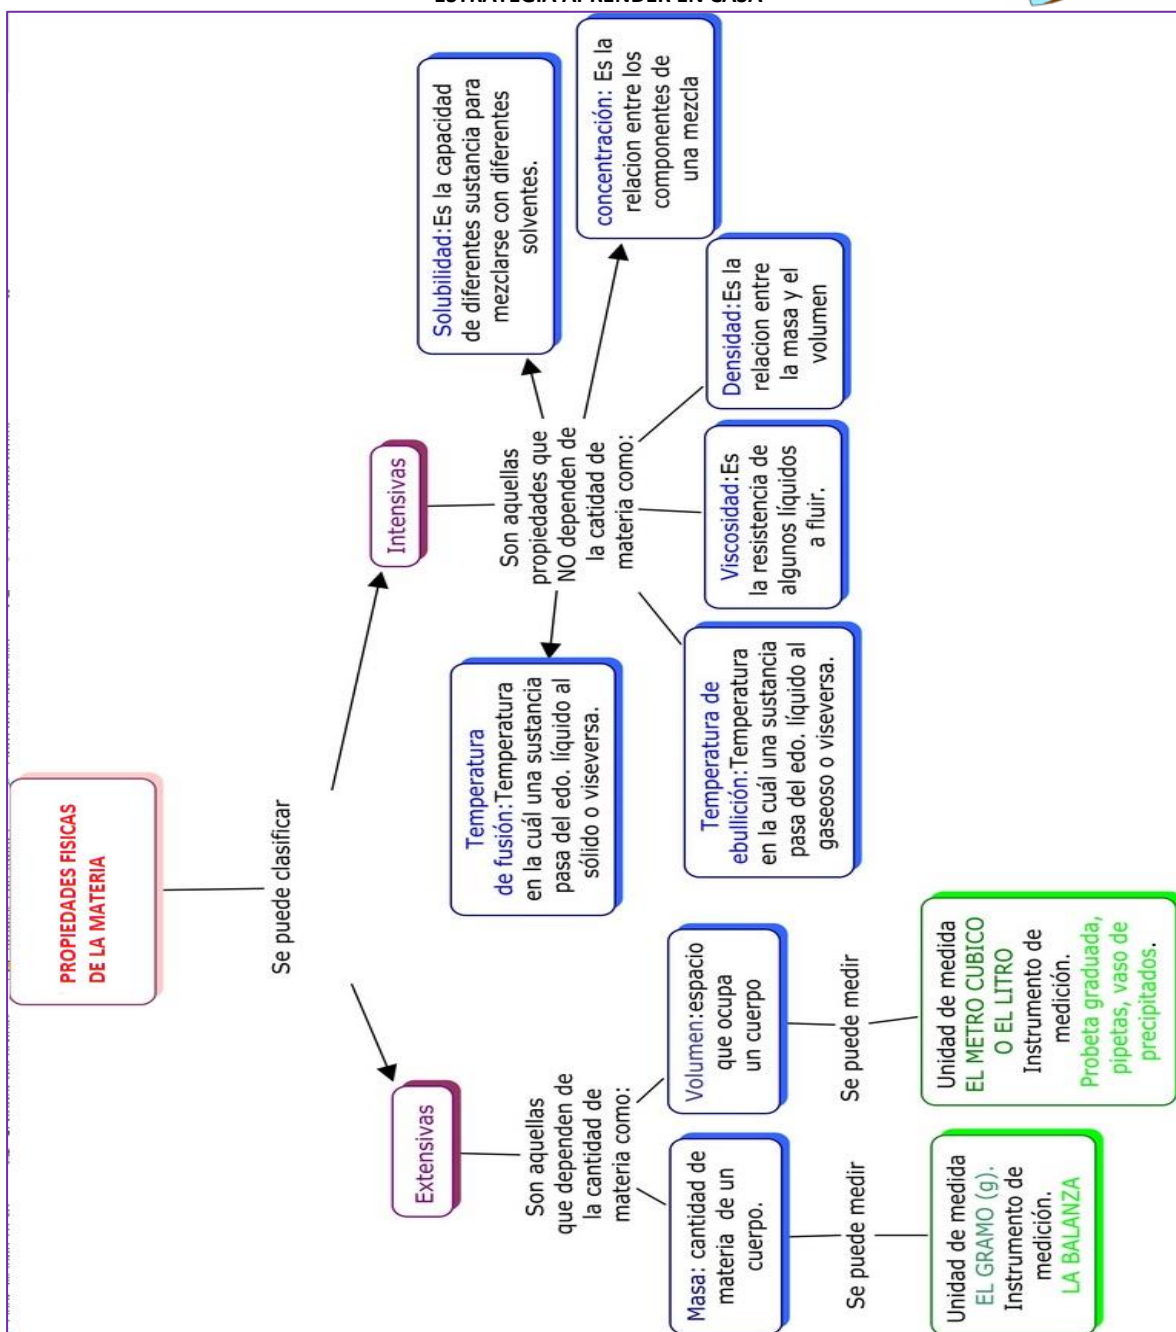 ESTRATEGIA APRENDER EN CASA
PROPIEDADES FISICAS
DE LA MATERIA
Se puede clasificar
Extensivas
Son aquellas
que dependen de
la cantidad de
materia como:
Masa: cantidad de
materia de un
cuerpo.
Se puede medir
Unidad de medida
EL GRAMO (g).
Instrumento de
medición.
LA BALANZA
Volumen:espacio
que ocupa
un cuerpo
Se puede medir
Unidad de medida
EL METRO CUBICO
O EL LITRO
Instrumento de
medición.
Probeta graduada,
pipetas, vaso de
precipitados.
Intensivas
Son aquellas
propiedades que
NO dependen de
la catidad de
materia como:
Temperatura
de fusión:Temperatura
en la cuál una sustancia
pasa del edo. líquido al
sólido o viseversa.
Temperatura de
ebullición:Temperatura
en la cuál una sustancia
pasa del edo. líquido al
gaseoso o viseversa.
Viscosidad:Es
la resistencia de
algunos líquidos
a fluir.
Densidad:Es la
relacion entre
la masa y el
volumen
concentración: Es la
relacion entre los
componentes de
una mezcla
Solubilidad:Es la capacidad
de diferentes sustancia para
mezclarse con diferentes
solventes.